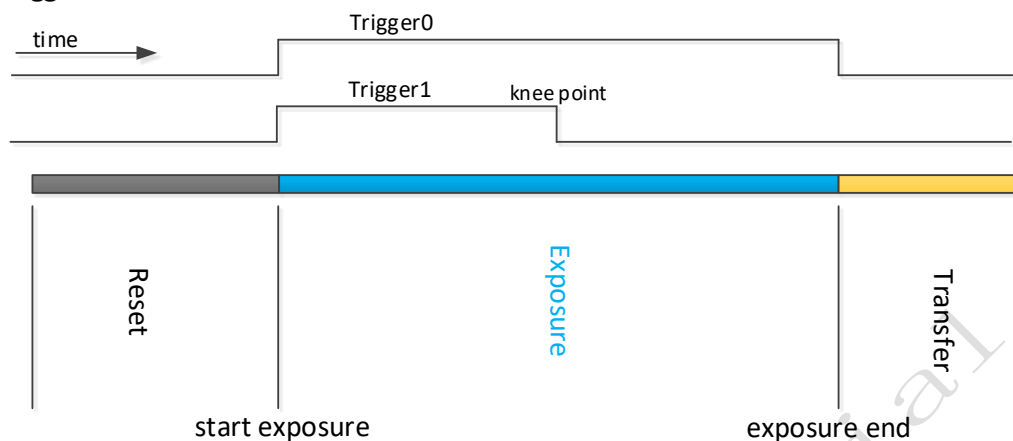 time
Trigger0
Trigger1
knee point
Reset
Exposure
Transfer
start exposure
exposure end